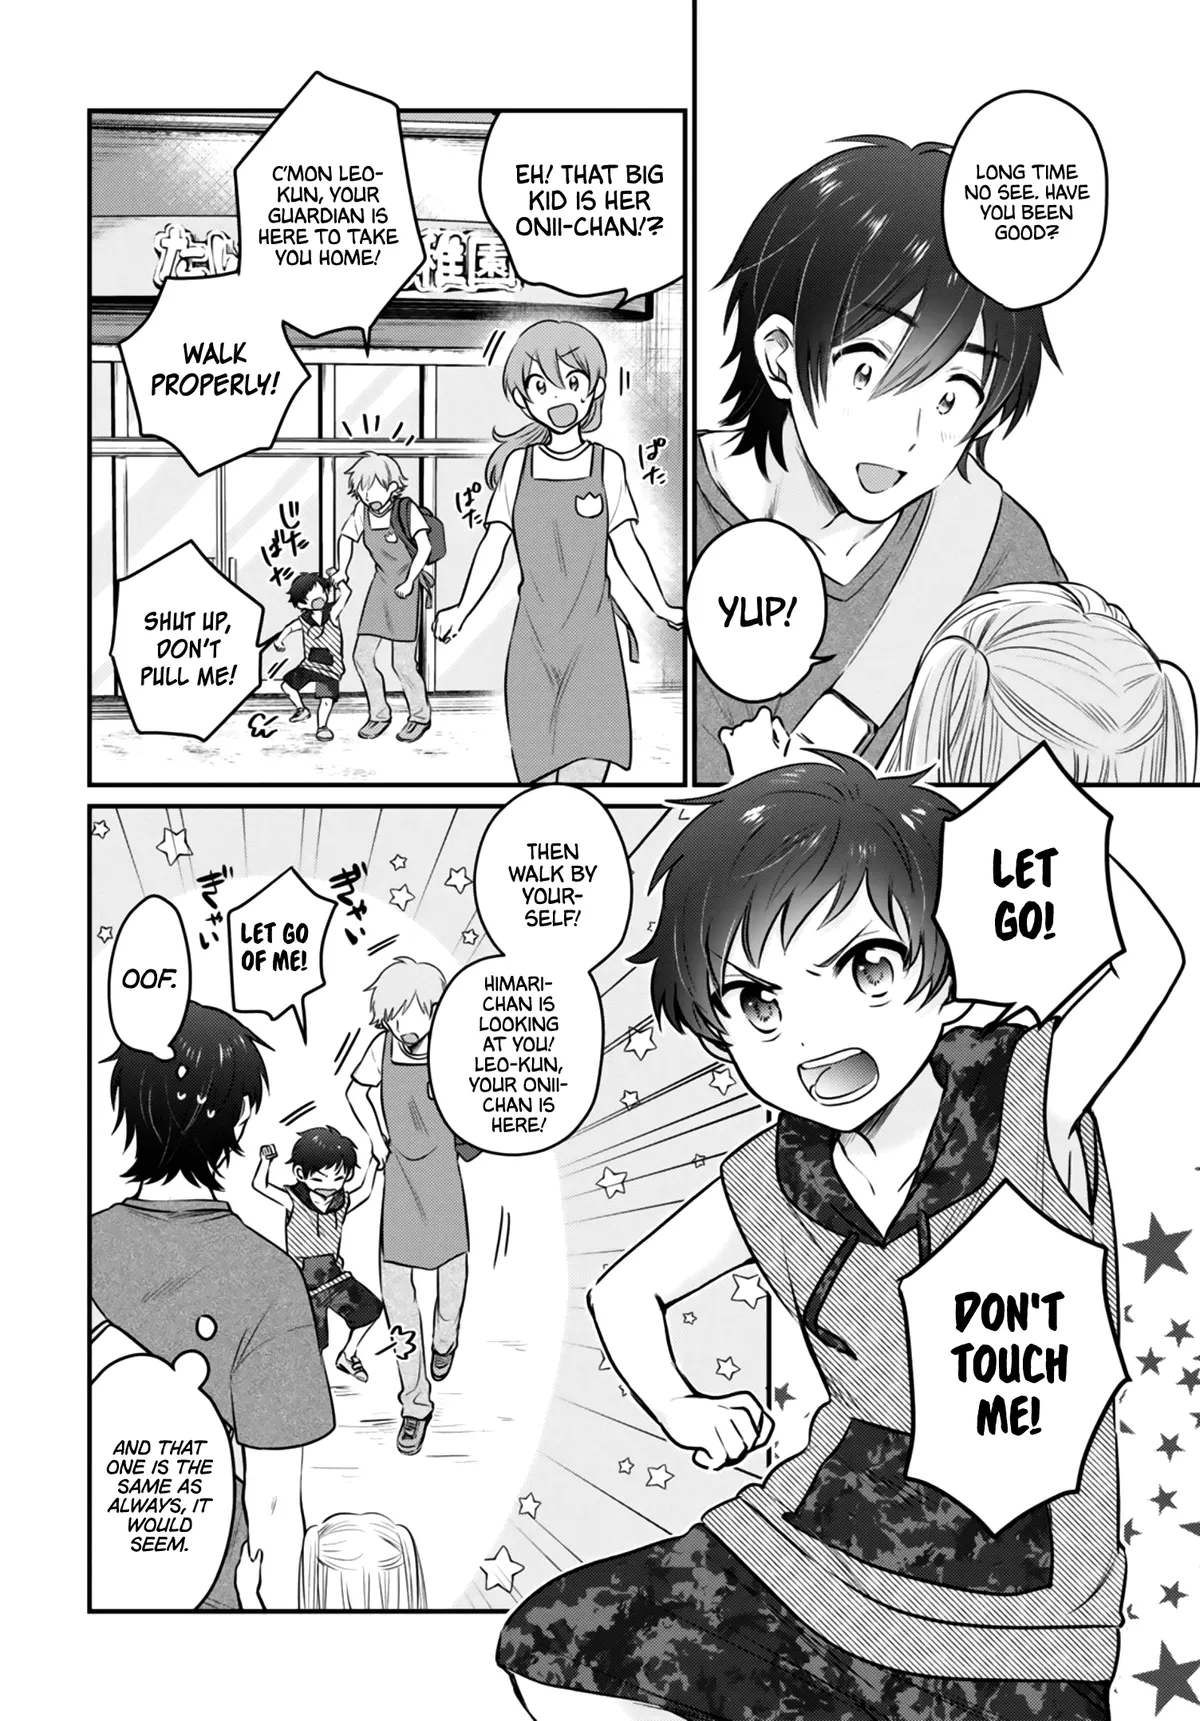 LONG TIME
NO SEE. HAVE
YOU BEEN
GOOD?
YUP!
EH! THAT BIG
KID IS HER
ONII-CHAN!?
C'MON LEO-
KUN, YOUR
GUARDIAN IS
HERE TO TAKE
YOU HOME!
WALK
PROPERLY!
SHUT UP,
DON'T
PULL ME!
稚園
ぱた
ぱた
じた
ばた
LET
GO!
DON'T
TOUCH
ME!
THEN
WALK BY
YOUR-
SELF!
HIMARI-
CHAN IS
LOOKING
AT YOU!
LEO-KUN,
YOUR ONII-
CHAN IS
HERE!
LET GO
OF ME!
ぎゃい
ぎゃい
OOF.
AND THAT
ONE IS THE
SAME AS
ALWAYS, IT
WOULD
SEEM.